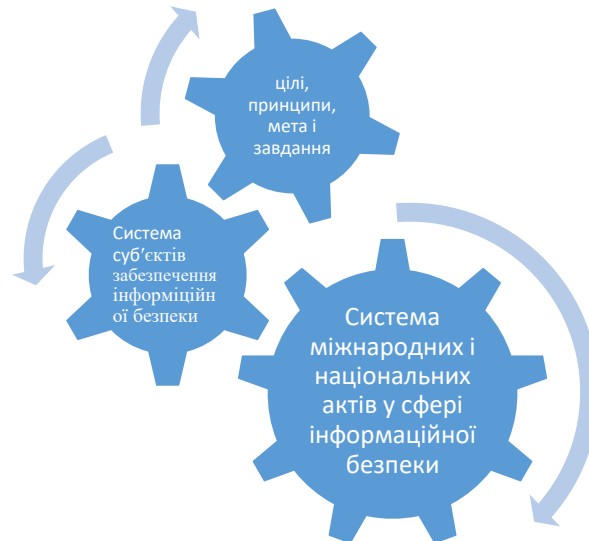 цілі,
принципи,
мета і
завдання
Система
суб’єктів
забезпечення
інформіційн
ої безпеки
Система
міжнародних і
національних
актів у сфері
інформаційної
безпеки